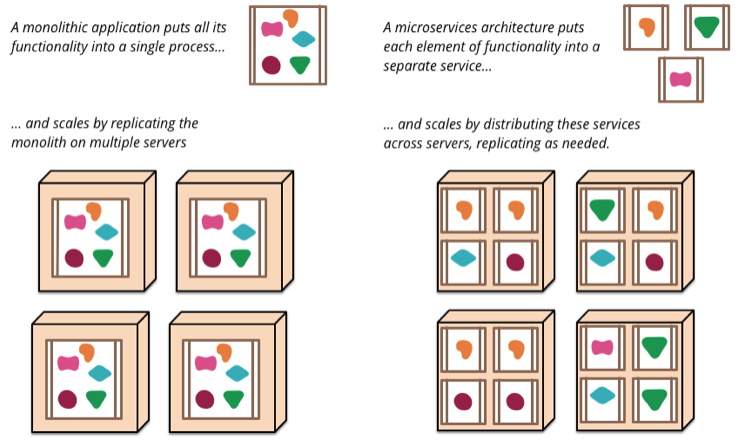 A monolithic application puts all its
functionality into a single process...
... and scales by replicating the
monolith on multiple servers
A microservices architecture puts
each element of functionality into a
separate service...
... and scales by distributing these services
across servers, replicating as needed.